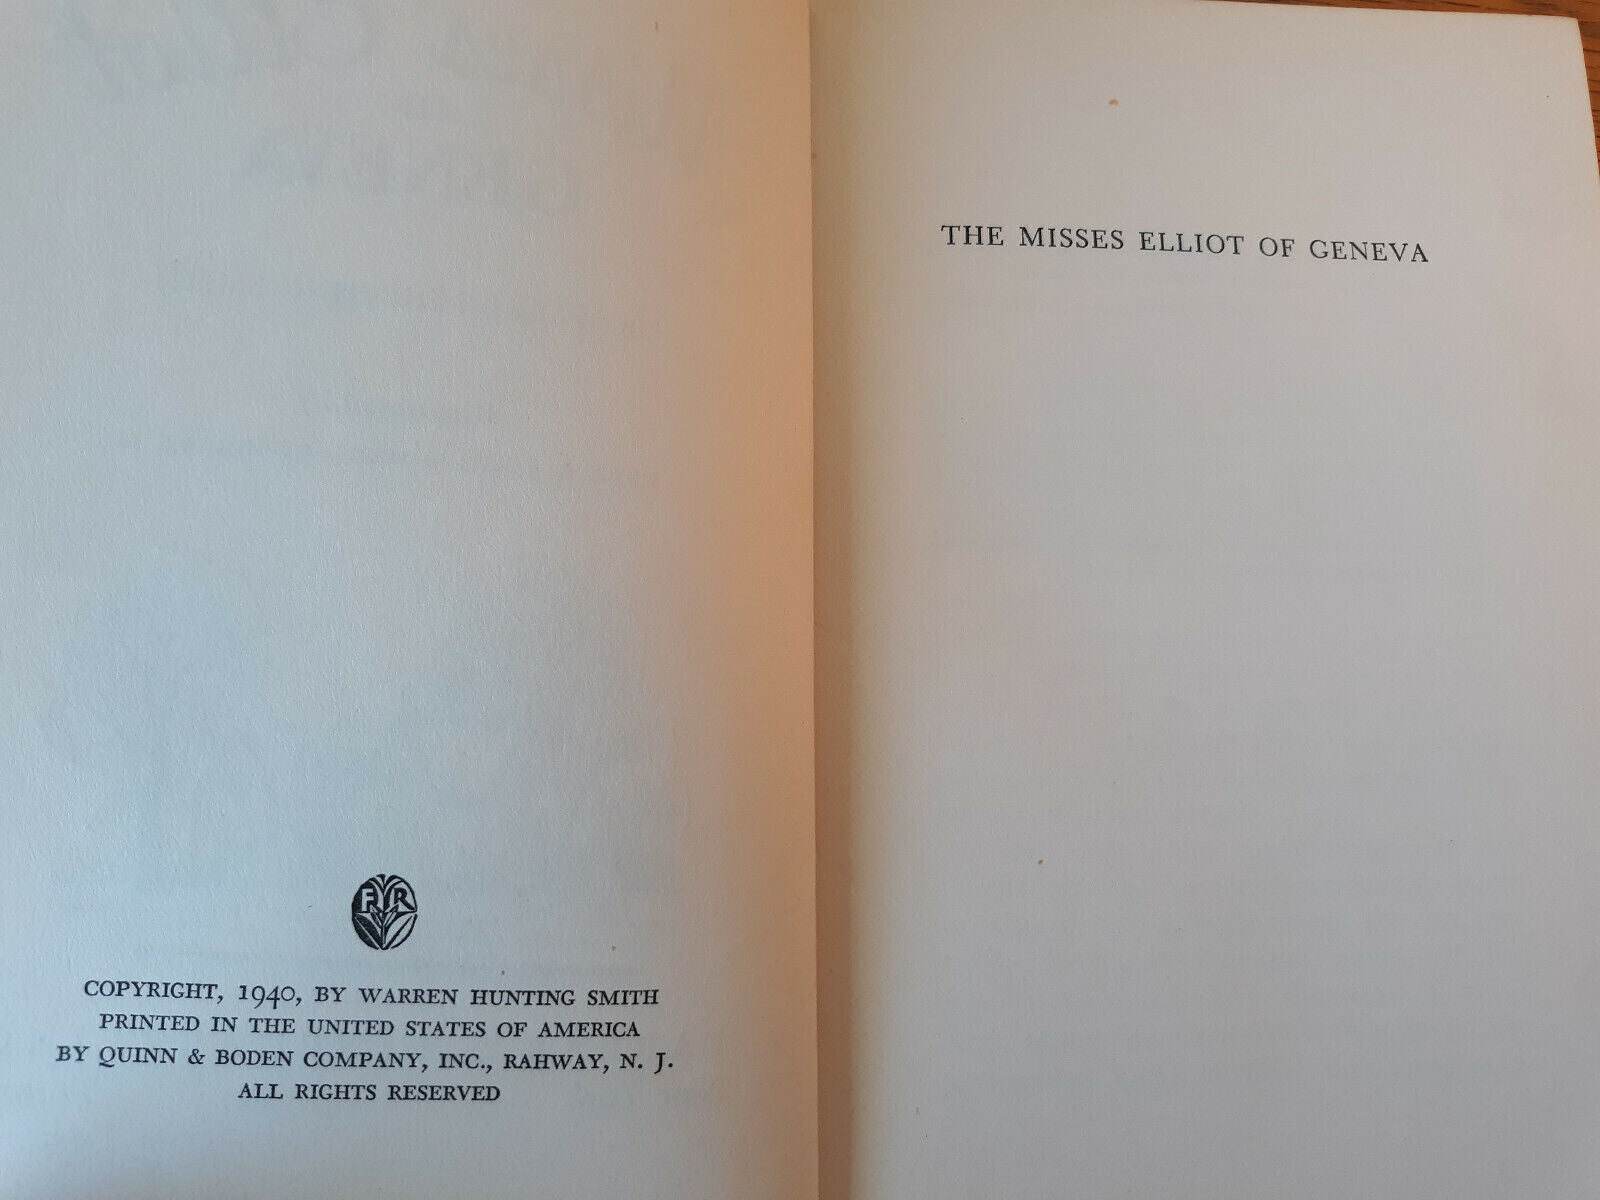 FR
COPYRIGHT, 1940, BY WARREN HUNTING SMITH
PRINTED IN THE UNITED STATES OF AMERICA
BY QUINN & BODEN COMPANY, INC., RAHWAY, N. J.
ALL RIGHTS RESERVED
THE MISSES ELLIOT OF GENEVA